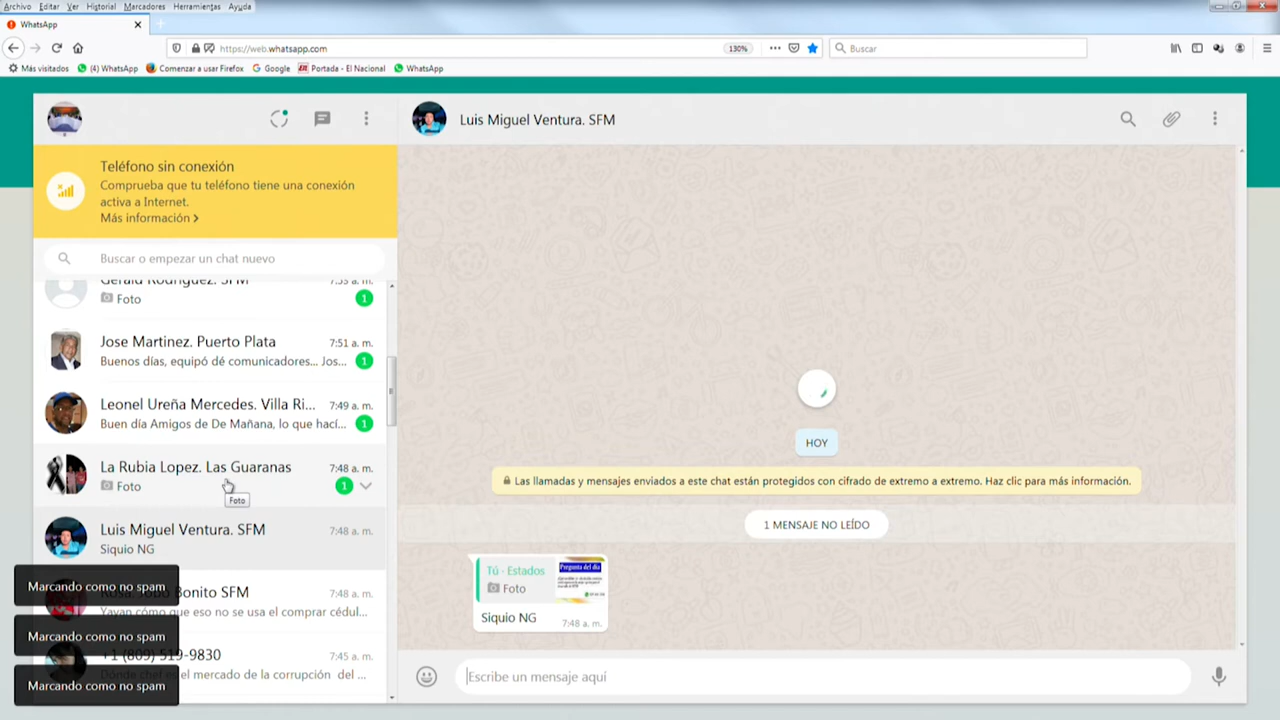 Archivo Editar Ver Historial Marcadores Herramientas Ayuda
WhatsApp
https://web.whatsapp.com
130%
Buscar
Más visitados
(4) WhatsApp
Comenzar a usar Firefox
Google
Portada - El Nacional
WhatsApp
Luis Miguel Ventura. SFM
Teléfono sin conexión
Comprueba que tu teléfono tiene una conexión
activa a Internet.
Más información
Buscar o empezar un chat nuevo
Gerald Rodriguez. SFM
Foto
1
Jose Martinez. Puerto Plata
7:51 a. m.
Buenos días, equipó dé comunicadores... Jos...
1
Leonel Ureña Mercedes. Villa Ri...
7:49 a. m.
Buen día Amigos de De Mañana, lo que hací...
1
La Rubia Lopez. Las Guaranas
7:48 a. m.
Foto
1
Foto
Luis Miguel Ventura. SFM
7:48 a. m.
Siquio NG
Bonito SFM
7:48 a. m.
Yayan cómo que eso no se usa el comprar cédul...
+1 (809) 519-9830
7:45 a. m.
el mercado de la corrupción del ...
Marcando como no spam
Marcando como no spam
Marcando como no spam
HOY
Las llamadas y mensajes enviados a este chat están protegidos con cifrado de extremo a extremo. Haz clic para más información.
1 MENSAJE NO LEÍDO
Tú · Estados
Foto
Pregunta del día
Siquio NG
7:48 a. m.
Escribe un mensaje aquí